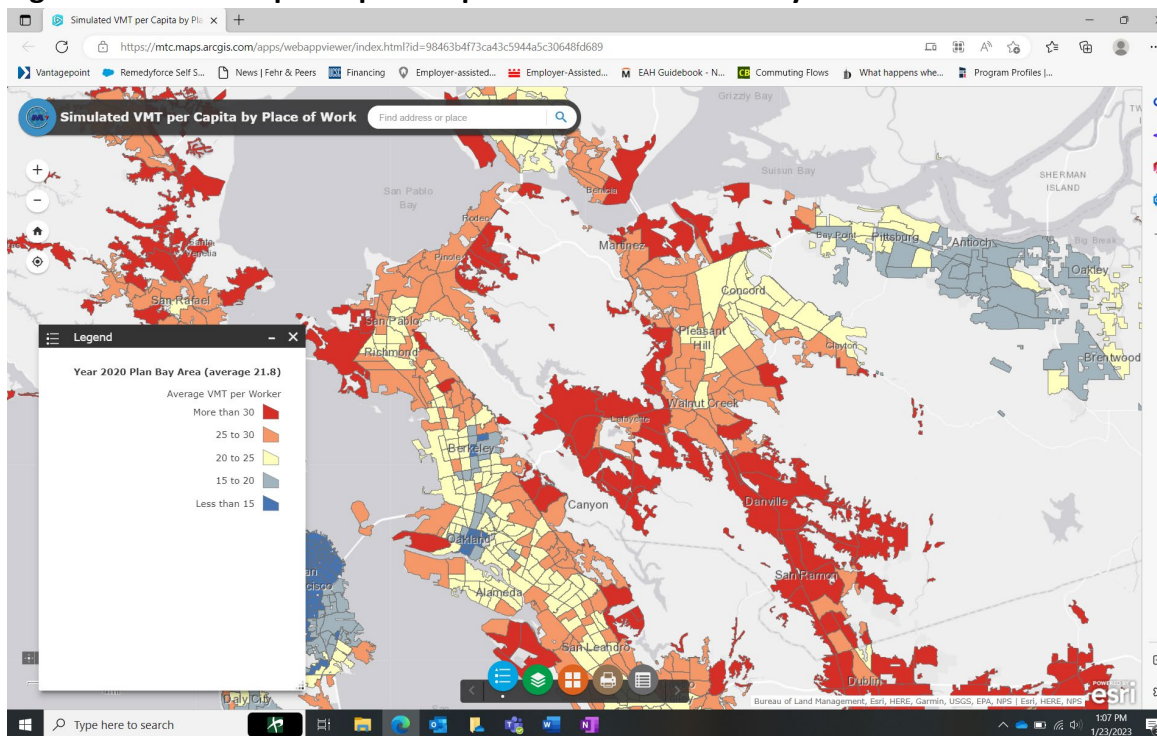 Simulated VMT per Capita by Pla
https://mtc.maps.arcgis.com/apps/webappviewer/index.html?id=98463b4f73ca43c5944a5c30648fd689
Vantagepoint
Remedyforce Self S...
News | Fehr & Peers
Financing
Employer-assisted...
Employer-Assisted...
EAH Guidebook - N...
Commuting Flows
What happens whe...
Program Profiles |...
Simulated VMT per Capita by Place of Work
Find address or place
Grizzly Bay
Suisun Bay
SHERMAN
ISLAND
San Pablo
Bay
Benicia
Rodeo
Martinez
Bay Point
Pittsburg
Antioch
Big Break
Oakley
Santa
Venetia
Pinole
San Rafael
Concord
San Pablo
Richmond
Pleasant
Hill
Clayton
Brentwood
Walnut Creek
Lafayette
Berkeley
Canyon
Danville
Oakland
San Ramon
Alameda
San Leandro
Dublin
Daly City
Legend
Year 2020 Plan Bay Area (average 21.8)
Average VMT per Worker
More than 30
25 to 30
20 to 25
15 to 20
Less than 15
Bureau of Land Management, Esri, HERE, Garmin, USGS, EPA, NPS | Esri, HERE, NPS
POWERED BY
esri
Type here to search
1:07 PM
1/23/2023